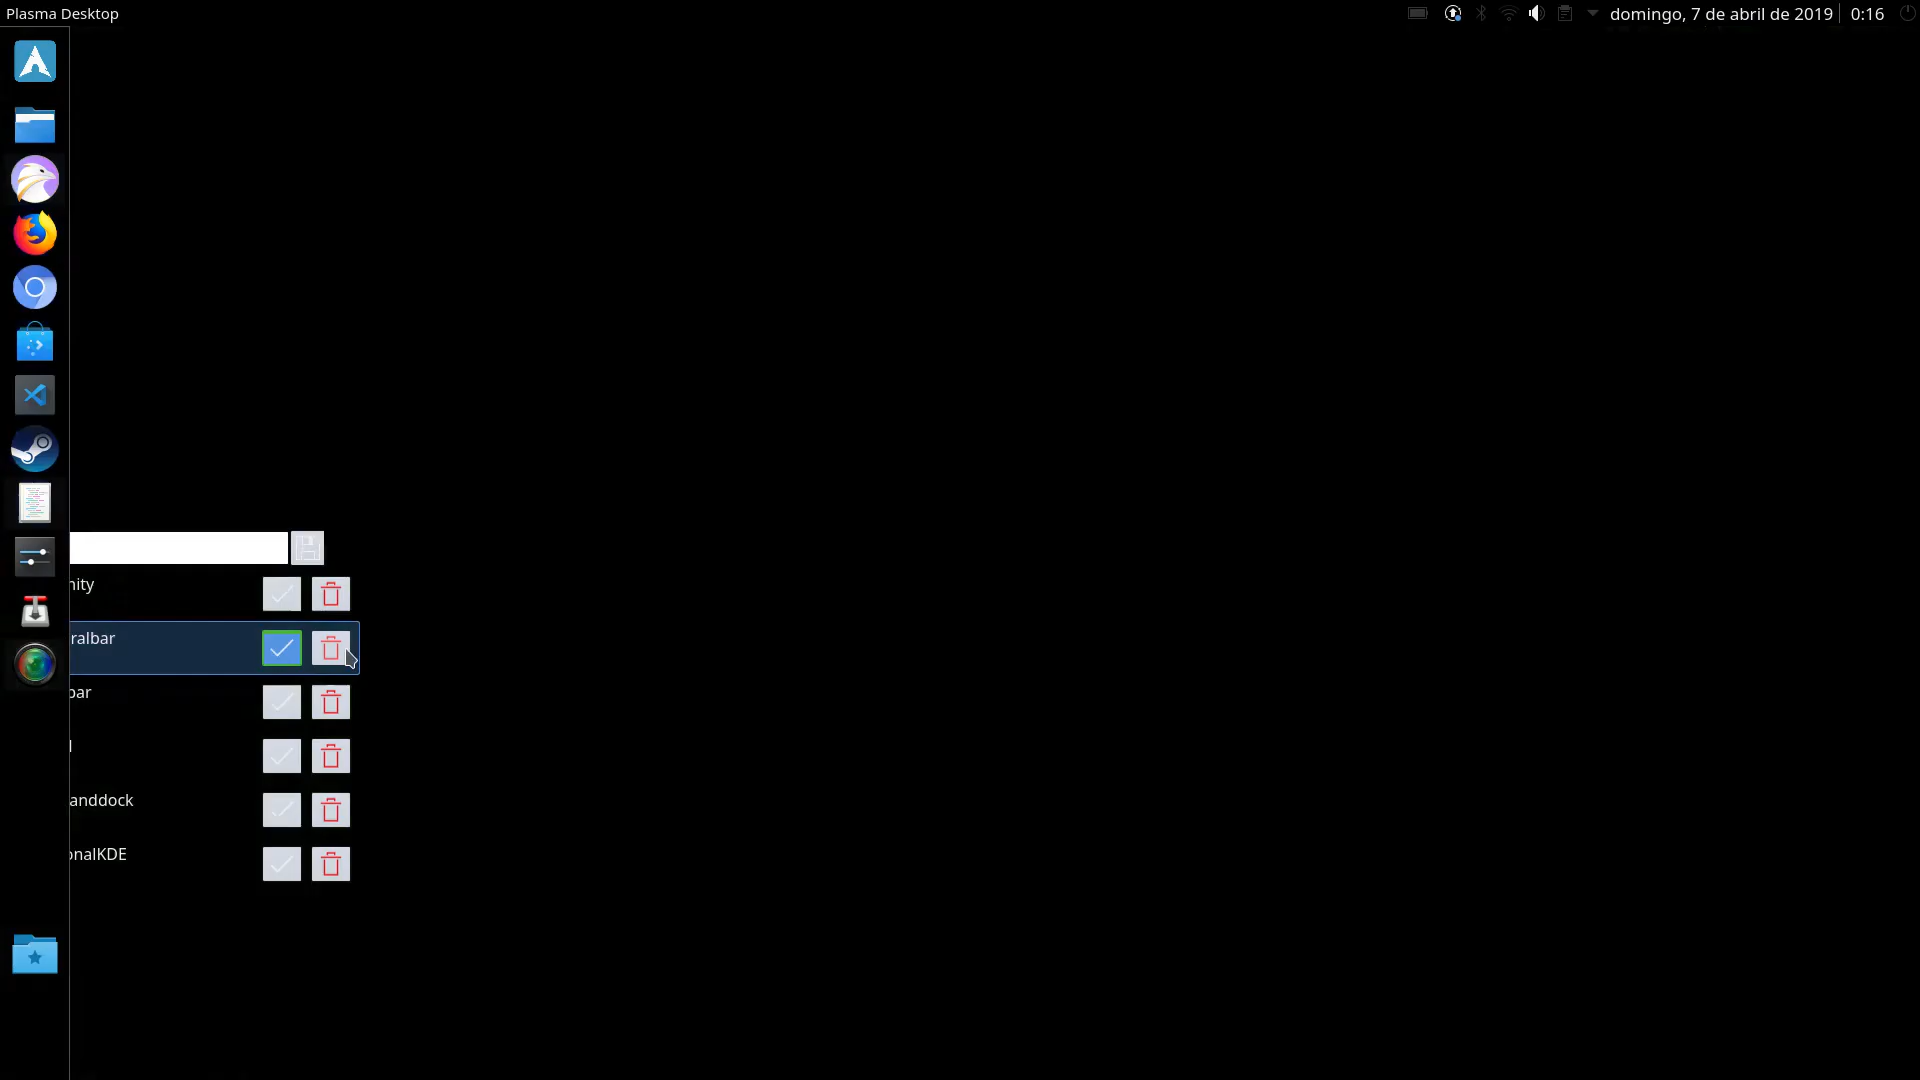 Plasma Desktop
domingo, 7 de abril de 2019
0:16
nity
ralbar
bar
l
anddock
onalKDE